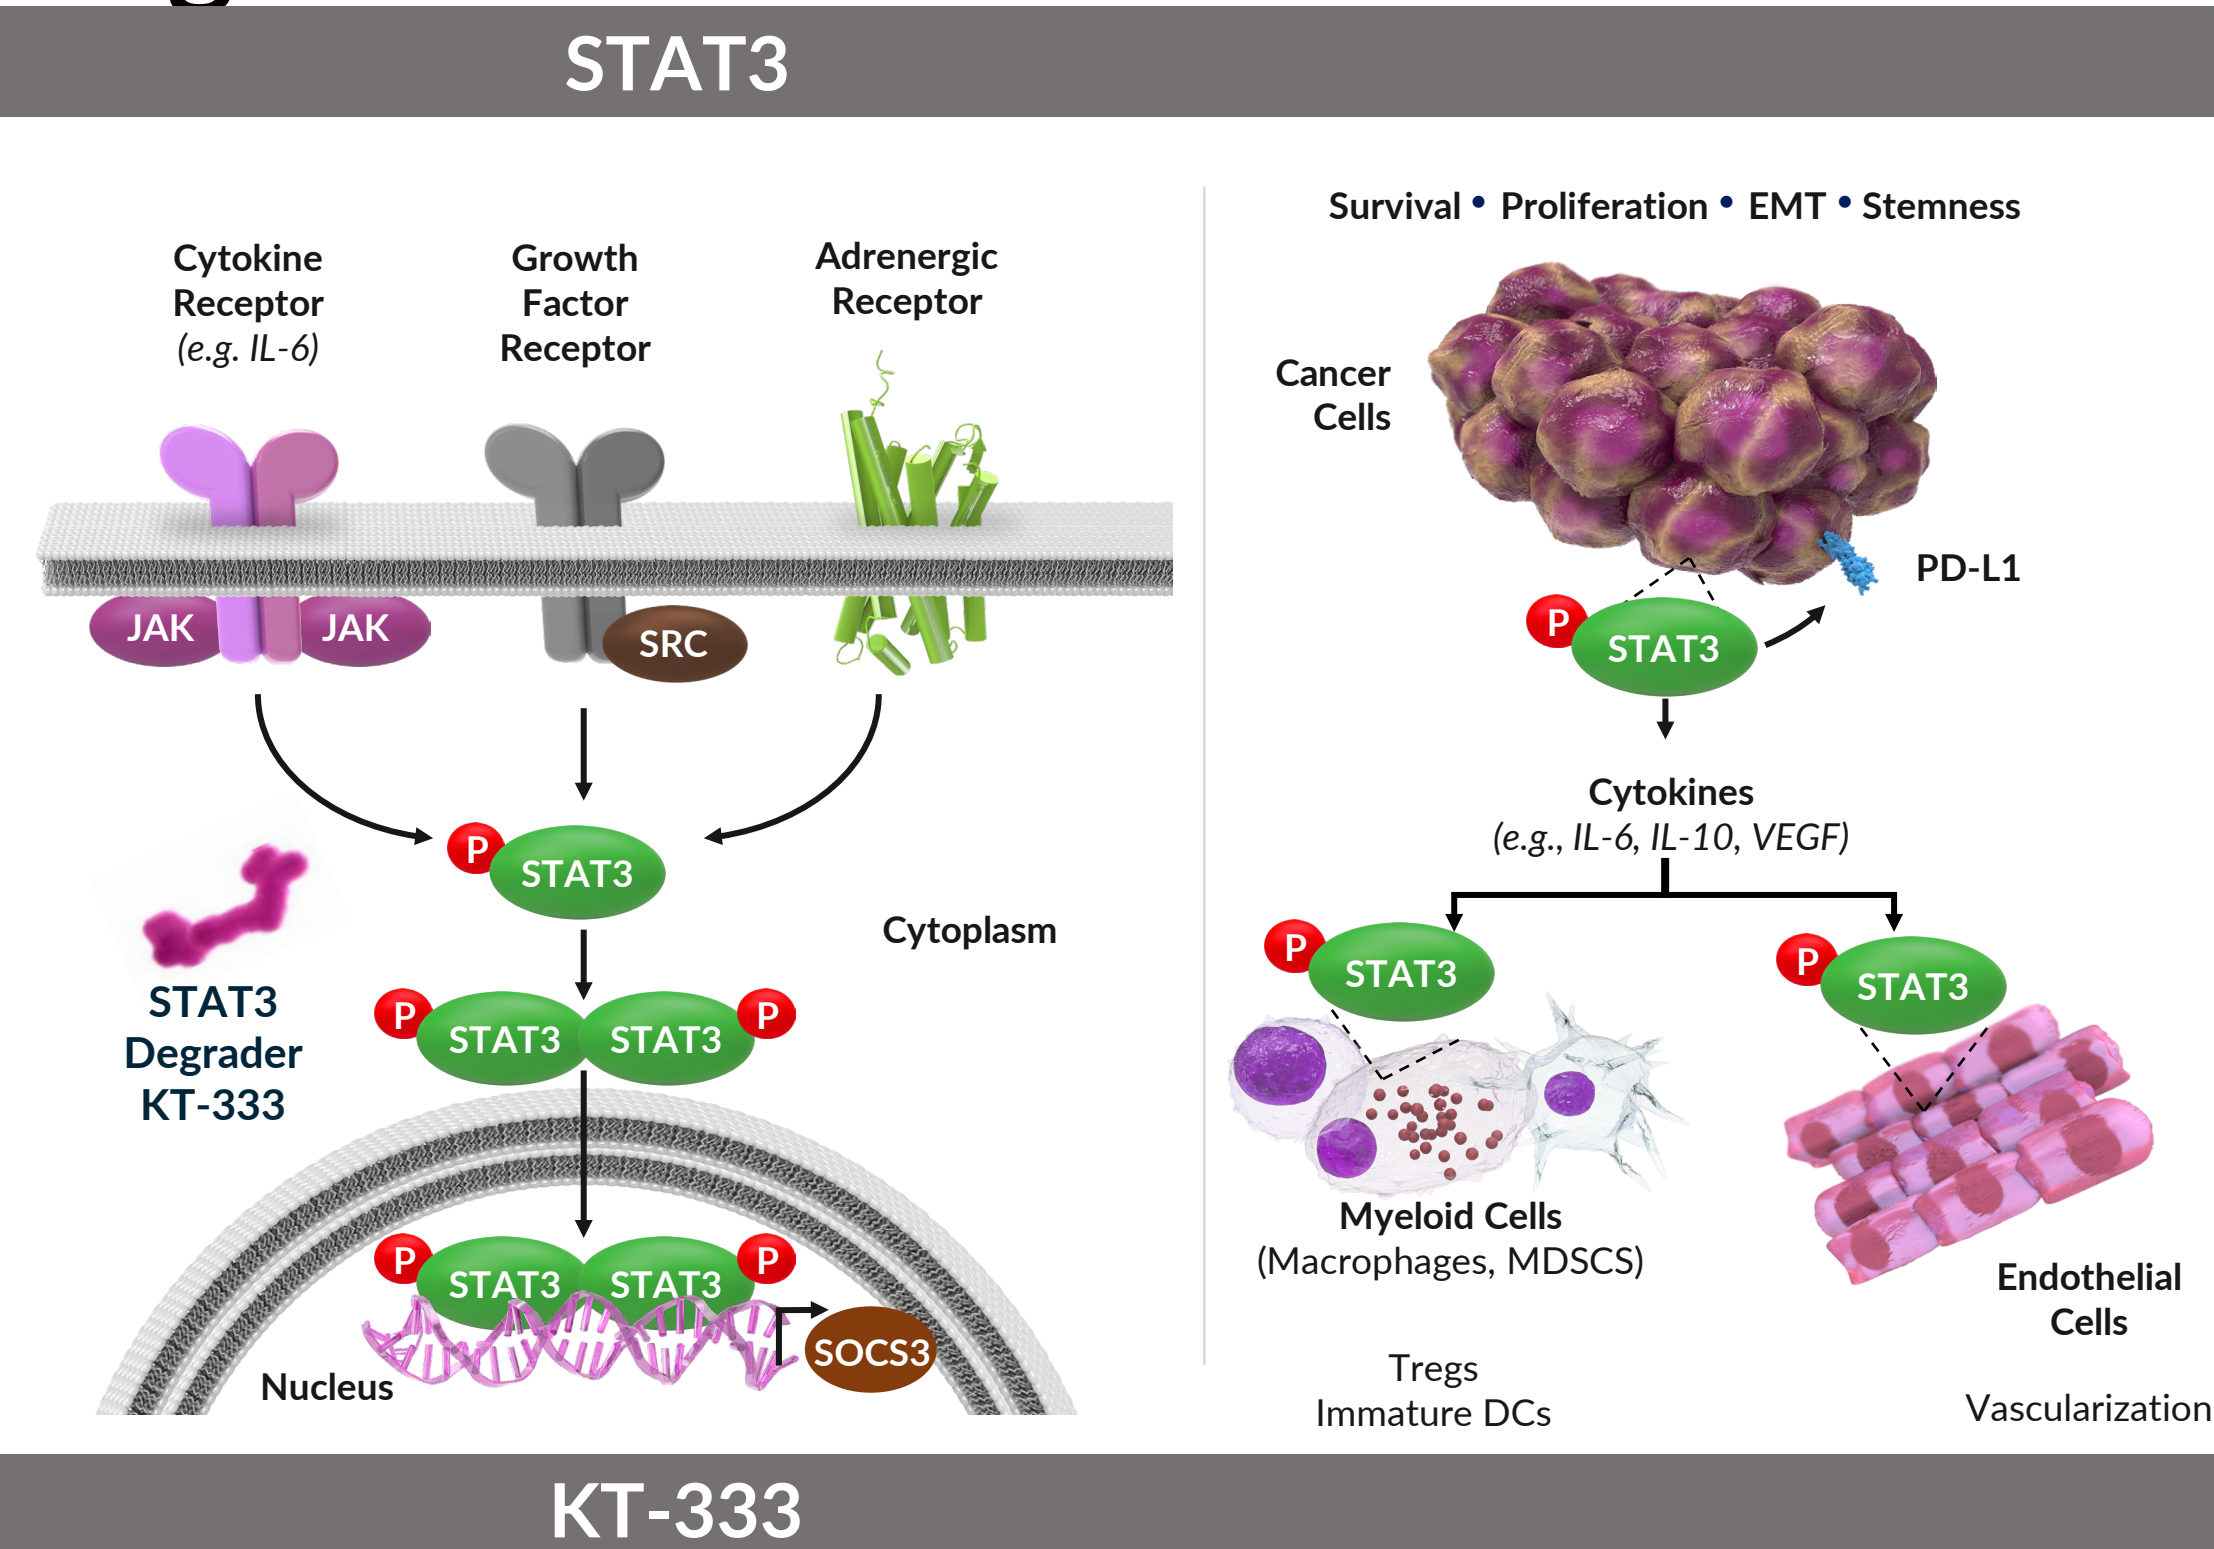 STAT3
Cytokine
Receptor
(e.g. IL-6)
Growth
Factor
Receptor
Adrenergic
Receptor
JAK
JAK
SRC
P
STAT3
STAT3
Degrader
KT-333
Cytoplasm
P
STAT3
STAT3
P
P
STAT3
STAT3
P
SOCS3
Nucleus
Survival • Proliferation • EMT • Stemness
Cancer
Cells
PD-L1
P
STAT3
Cytokines
(e.g., IL-6, IL-10, VEGF)
P
STAT3
P
STAT3
Myeloid Cells
(Macrophages, MDSCS)
Endothelial
Cells
Tregs
Immature DCs
Vascularization
KT-333